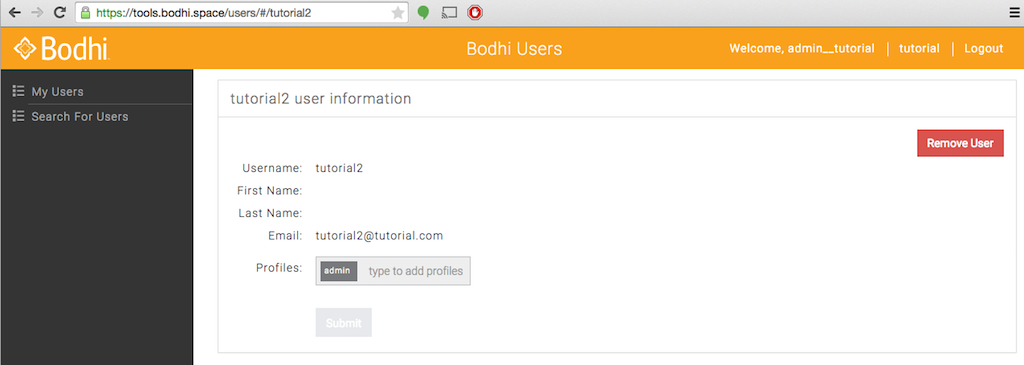 https://tools.bodhi.space/users/#/tutorial2
Bodhi
Bodhi Users
Welcome, admin__tutorial
tutorial
Logout
My Users
Search For Users
tutorial2 user information
Remove User
Username: tutorial2
First Name:
Last Name:
Email: tutorial2@tutorial.com
Profiles: admin type to add profiles
Submit